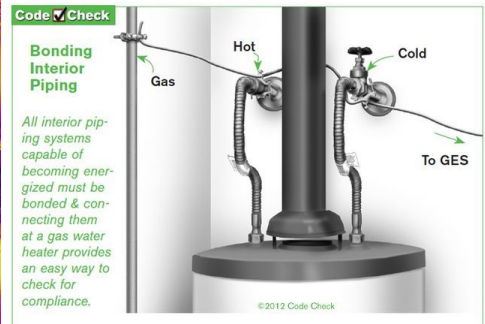 Code Check
Bonding
Interior
Piping
All interior pip-
ing systems
capable of
becoming ener-
gized must be
bonded & con-
necting them
at a gas water
heater provides
an easy way to
check for
compliance.
Gas
Hot
Cold
To GES
©2012 Code Check